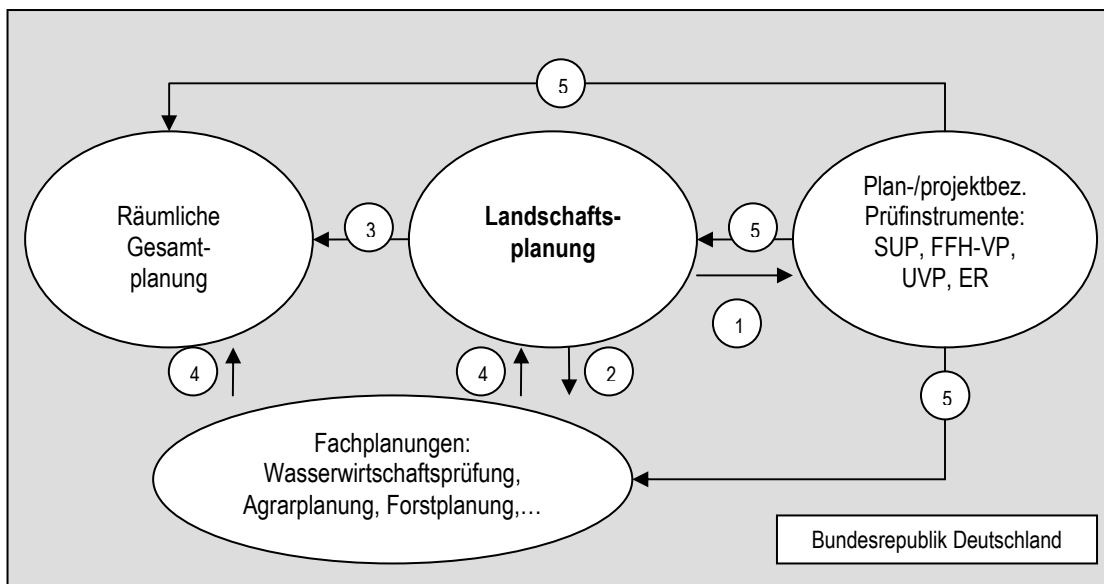 5
Räumliche
Gesamt-
planung
3
Landschafts-
planung
5
1
Plan-/projektbez.
Prüfinstrumente:
SUP, FFH-VP,
UVP, ER
4
4
2
5
Fachplanungen:
Wasserwirtschaftsprüfung,
Agrarplanung, Forstplanung,…
Bundesrepublik Deutschland